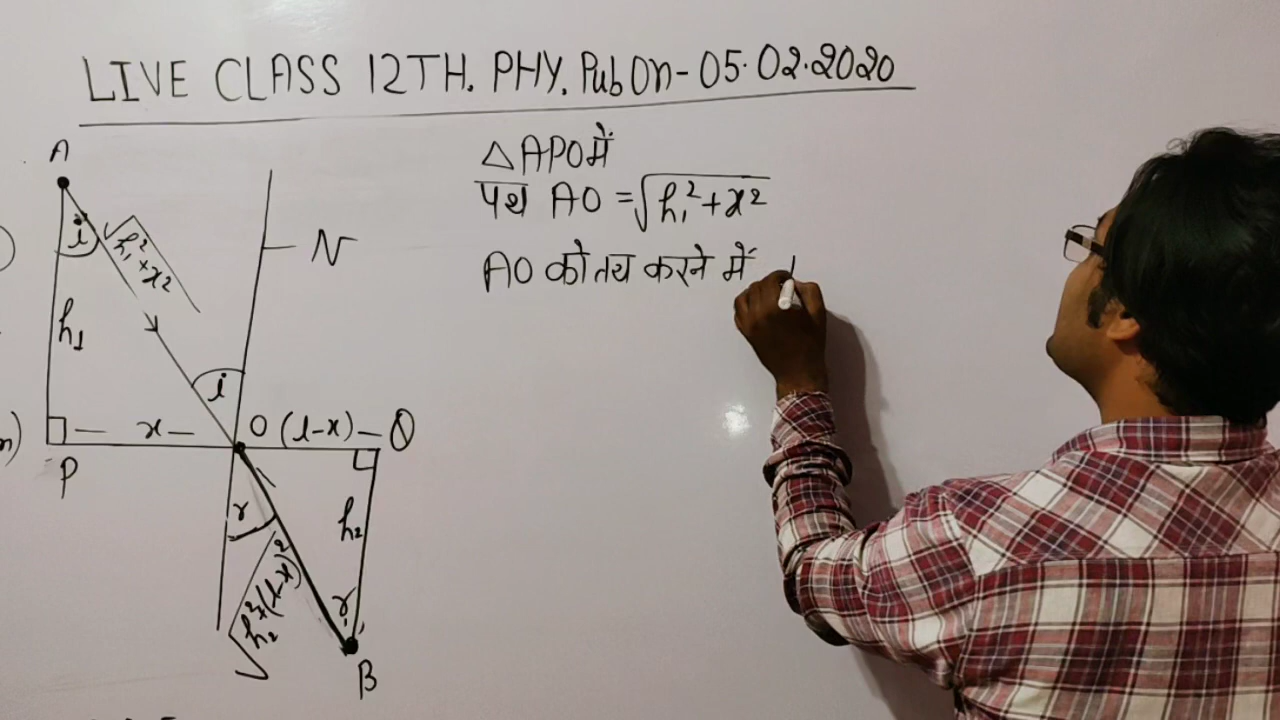 LIVE CLASS 12TH. PHY. Pub On - 05.02.2020
△APO में
पथ AO = √h₁²+x²
AO को तय करने में
A
i
√h₁²+x²
N
h₁
i
x
O (l-x) Q
P
r
h₂
√h₂²+(l-x)²
r
B